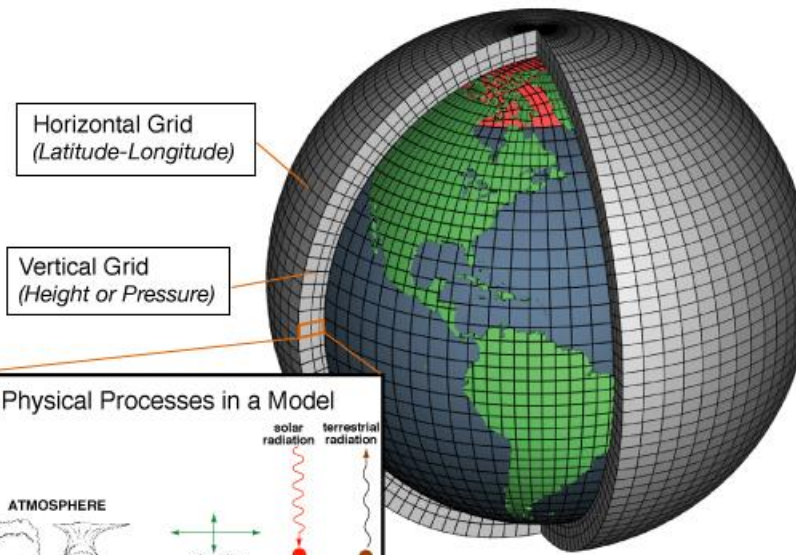 Horizontal Grid
(Latitude-Longitude)
Vertical Grid
(Height or Pressure)
Physical Processes in a Model
solar terrestrial
radiation radiation
ATMOSPHERE